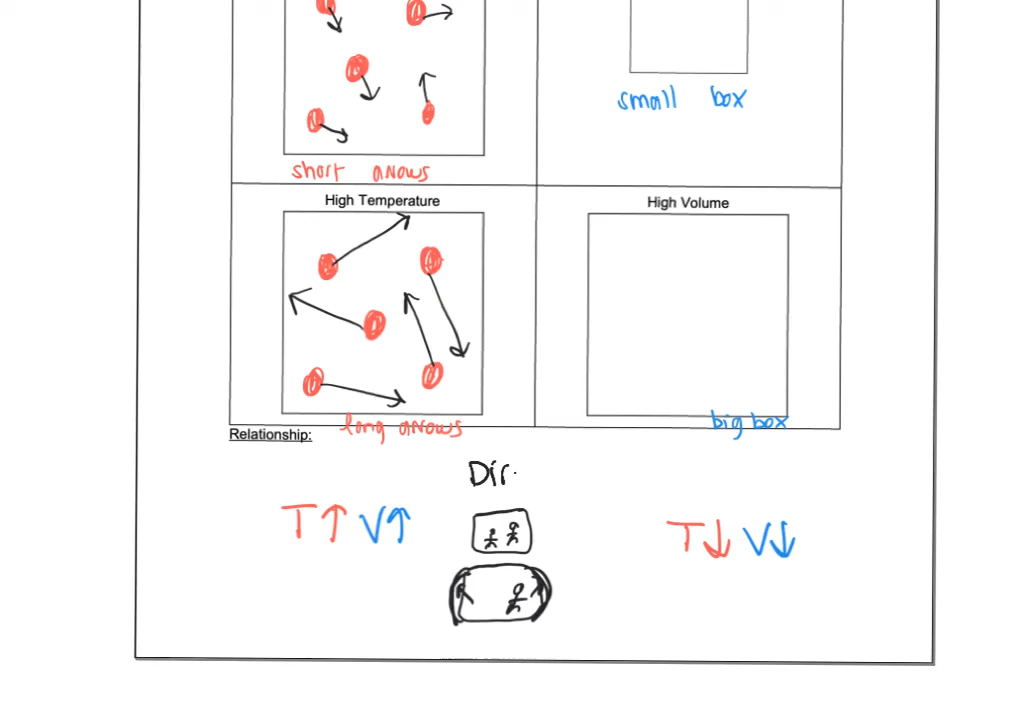 small box
short arrows
High Temperature
High Volume
long arrows
big box
Relationship:
Dir.
T↑ V↑
T↓ V↓